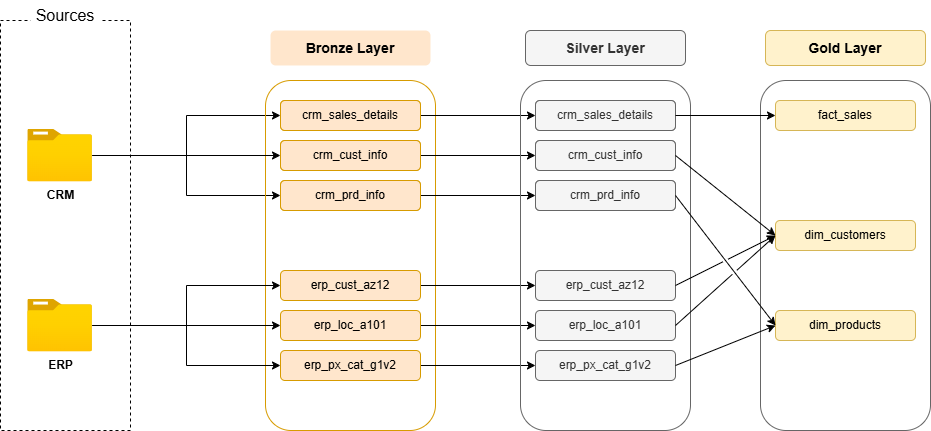 Sources
Bronze Layer
Silver Layer
Gold Layer
crm_sales_details
crm_sales_details
fact_sales
crm_cust_info
crm_cust_info
CRM
crm_prd_info
crm_prd_info
dim_customers
erp_cust_az12
erp_cust_az12
erp_loc_a101
erp_loc_a101
dim_products
ERP
erp_px_cat_g1v2
erp_px_cat_g1v2